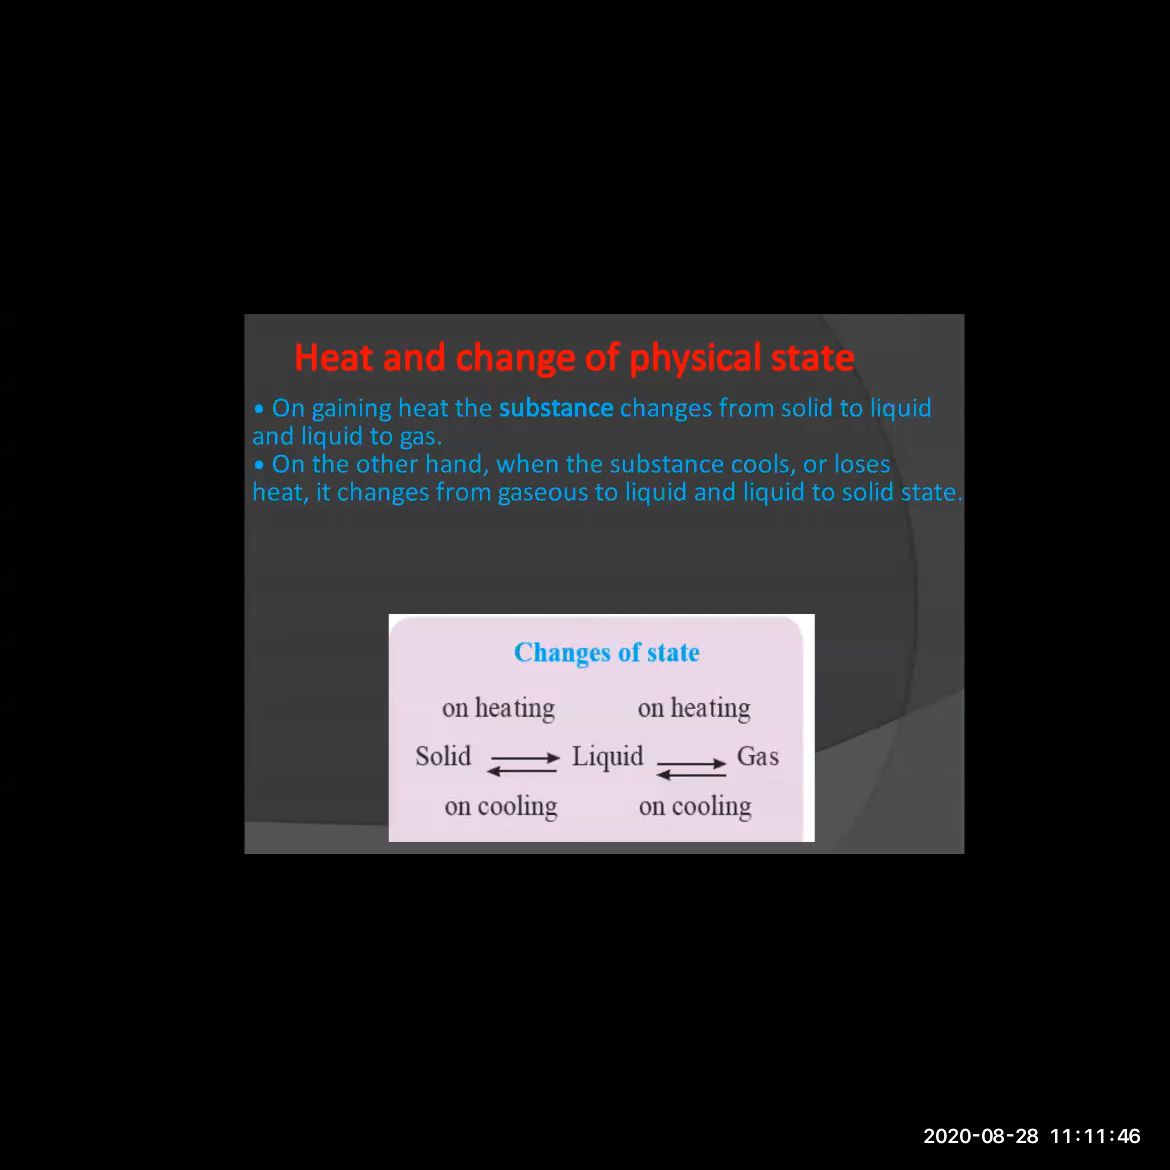 Heat and change of physical state
• On gaining heat the substance changes from solid to liquid
and liquid to gas.
• On the other hand, when the substance cools, or loses
heat, it changes from gaseous to liquid and liquid to solid state.
Changes of state
on heating on heating
Solid Liquid Gas
on cooling on cooling
2020-08-28 11:11:46